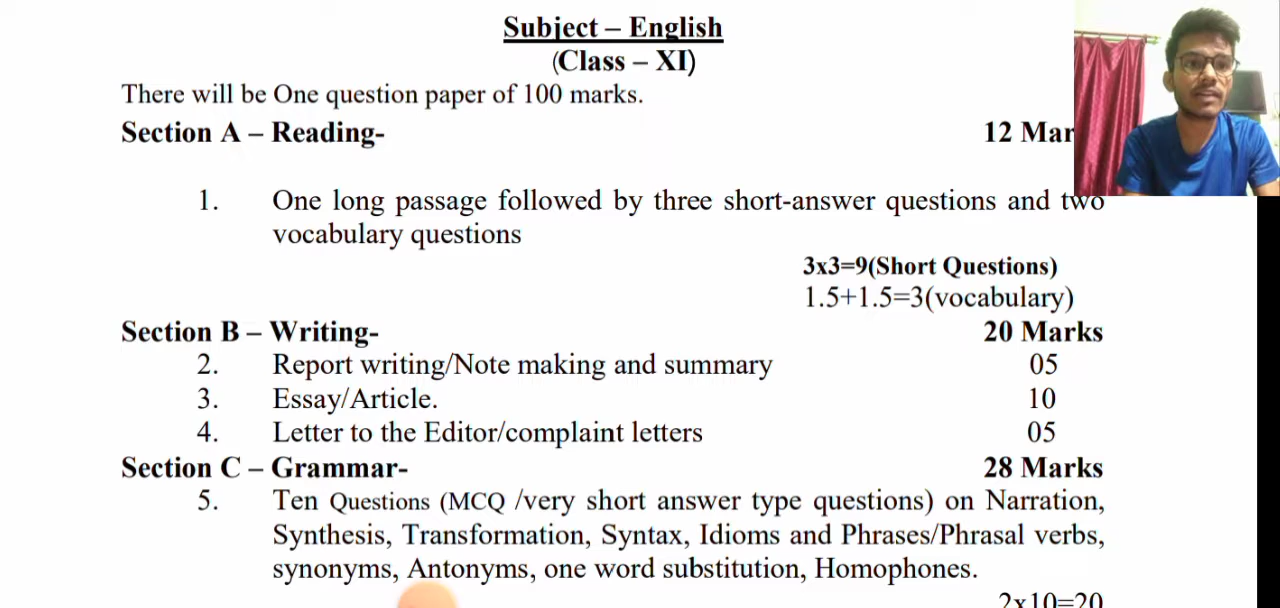 Subject – English
(Class – XI)
There will be One question paper of 100 marks.
Section A – Reading- 12 Mar
1. One long passage followed by three short-answer questions and two
vocabulary questions
3x3=9(Short Questions)
1.5+1.5=3(vocabulary)
Section B – Writing- 20 Marks
2. Report writing/Note making and summary 05
3. Essay/Article. 10
4. Letter to the Editor/complaint letters 05
Section C – Grammar- 28 Marks
5. Ten Questions (MCQ /very short answer type questions) on Narration,
Synthesis, Transformation, Syntax, Idioms and Phrases/Phrasal verbs,
synonyms, Antonyms, one word substitution, Homophones.
2x10=20